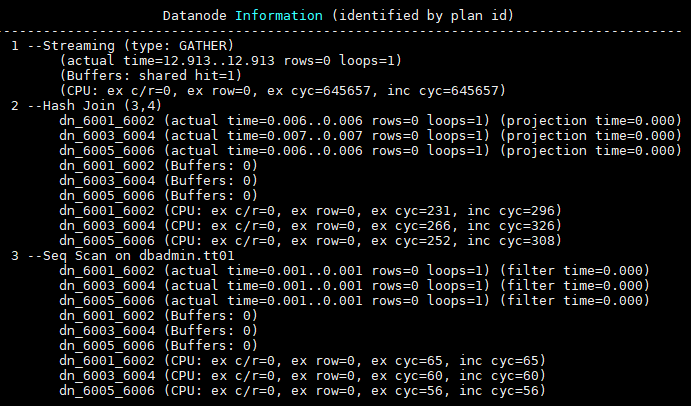 Datanode Information (identified by plan id)
--------------------------------------------------------------------------------------
1 --Streaming (type: GATHER)
(actual time=12.913..12.913 rows=0 loops=1)
(Buffers: shared hit=1)
(CPU: ex c/r=0, ex row=0, ex cyc=645657, inc cyc=645657)
2 --Hash Join (3,4)
dn_6001_6002 (actual time=0.006..0.006 rows=0 loops=1) (projection time=0.000)
dn_6003_6004 (actual time=0.007..0.007 rows=0 loops=1) (projection time=0.000)
dn_6005_6006 (actual time=0.006..0.006 rows=0 loops=1) (projection time=0.000)
dn_6001_6002 (Buffers: 0)
dn_6003_6004 (Buffers: 0)
dn_6005_6006 (Buffers: 0)
dn_6001_6002 (CPU: ex c/r=0, ex row=0, ex cyc=231, inc cyc=296)
dn_6003_6004 (CPU: ex c/r=0, ex row=0, ex cyc=266, inc cyc=326)
dn_6005_6006 (CPU: ex c/r=0, ex row=0, ex cyc=252, inc cyc=308)
3 --Seq Scan on dbadmin.tt01
dn_6001_6002 (actual time=0.001..0.001 rows=0 loops=1) (filter time=0.000)
dn_6003_6004 (actual time=0.001..0.001 rows=0 loops=1) (filter time=0.000)
dn_6005_6006 (actual time=0.001..0.001 rows=0 loops=1) (filter time=0.000)
dn_6001_6002 (Buffers: 0)
dn_6003_6004 (Buffers: 0)
dn_6005_6006 (Buffers: 0)
dn_6001_6002 (CPU: ex c/r=0, ex row=0, ex cyc=65, inc cyc=65)
dn_6003_6004 (CPU: ex c/r=0, ex row=0, ex cyc=60, inc cyc=60)
dn_6005_6006 (CPU: ex c/r=0, ex row=0, ex cyc=56, inc cyc=56)